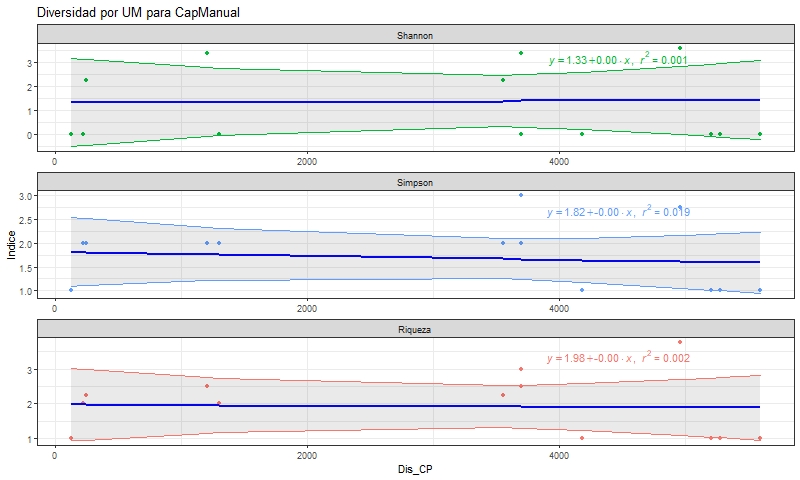 Diversidad por UM para CapManual
Shannon
y = 1.33+0.00 · x, r² = 0.001
3
2
1
0
0 2000 4000
Simpson
y = 1.82+-0.00 · x, r² = 0.019
3.0
2.5
2.0
1.5
1.0
0 2000 4000
Indice
Riqueza
y = 1.98+-0.00 · x, r² = 0.002
3
2
1
0 2000 4000
Dis_CP